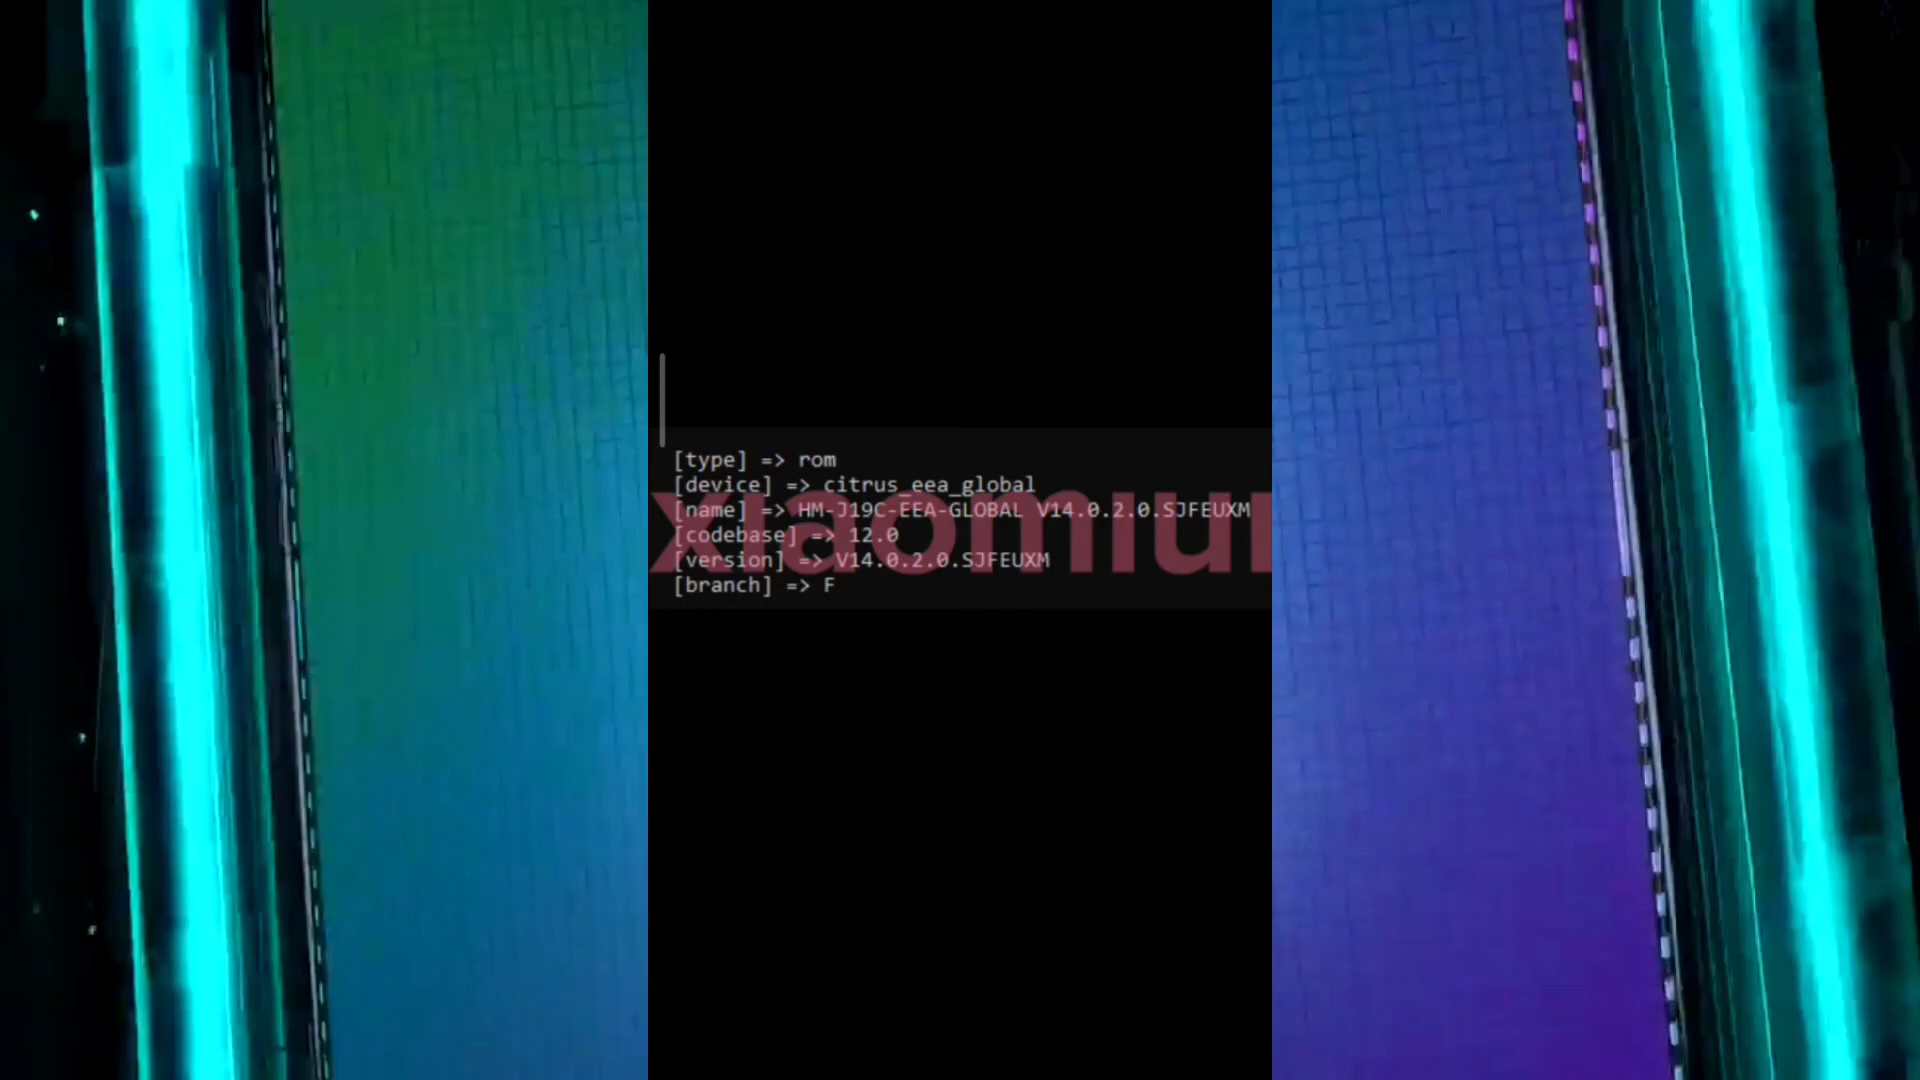 [type] => rom
[device] => citrus_eea_global
[name] => HM-J19C-EEA-GLOBAL V14.0.2.0.SJFEUXM
[codebase] => 12.0
[version] => V14.0.2.0.SJFEUXM
[branch] => F
xiaomiui